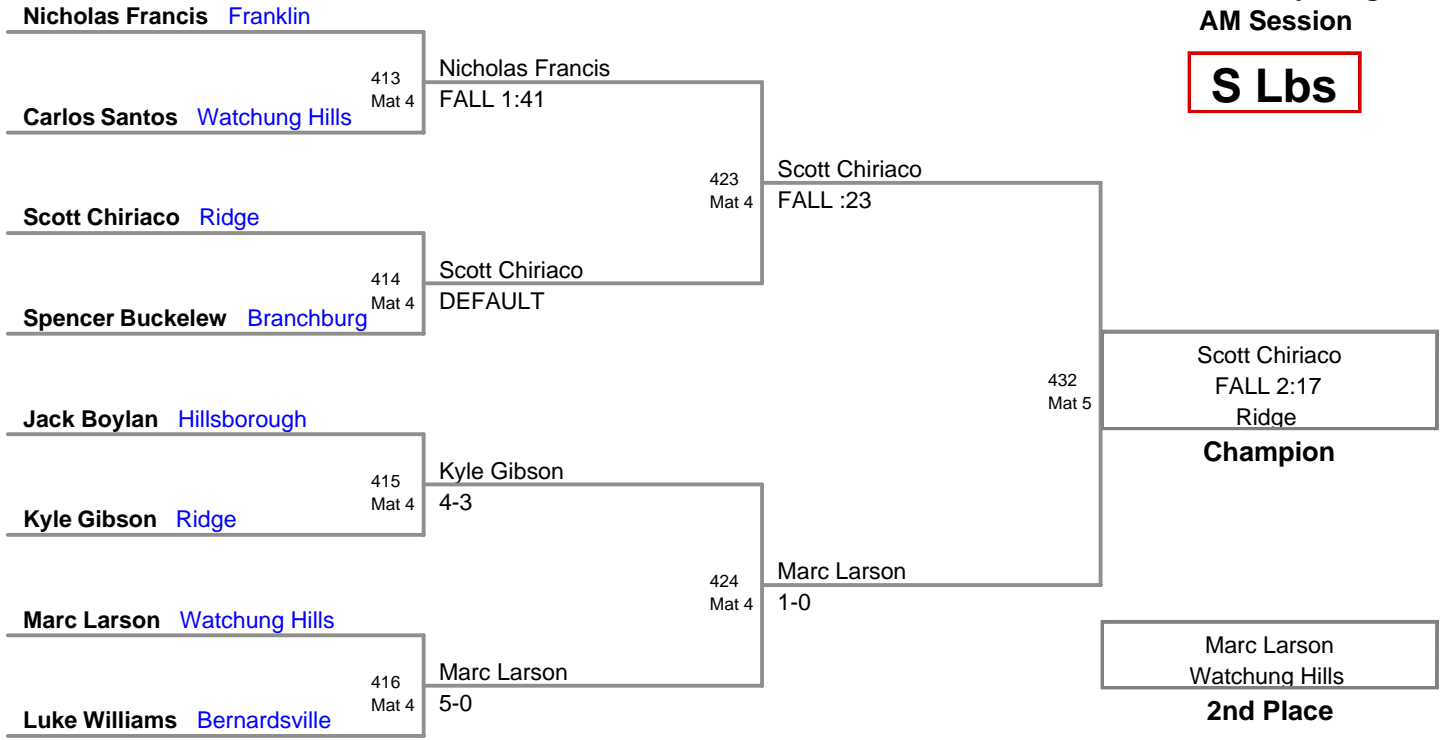 AM Session
S Lbs
Nicholas Francis Franklin
413
Mat 4
Nicholas Francis
FALL 1:41
Carlos Santos Watchung Hills
423
Mat 4
Scott Chiriaco
FALL :23
Scott Chiriaco Ridge
414
Mat 4
Scott Chiriaco
DEFAULT
Spencer Buckelew Branchburg
432
Mat 5
Scott Chiriaco
FALL 2:17
Ridge
Champion
Jack Boylan Hillsborough
415
Mat 4
Kyle Gibson
4-3
Kyle Gibson Ridge
424
Mat 4
Marc Larson
1-0
Marc Larson Watchung Hills
416
Mat 4
Marc Larson
5-0
Luke Williams Bernardsville
Marc Larson
Watchung Hills
2nd Place